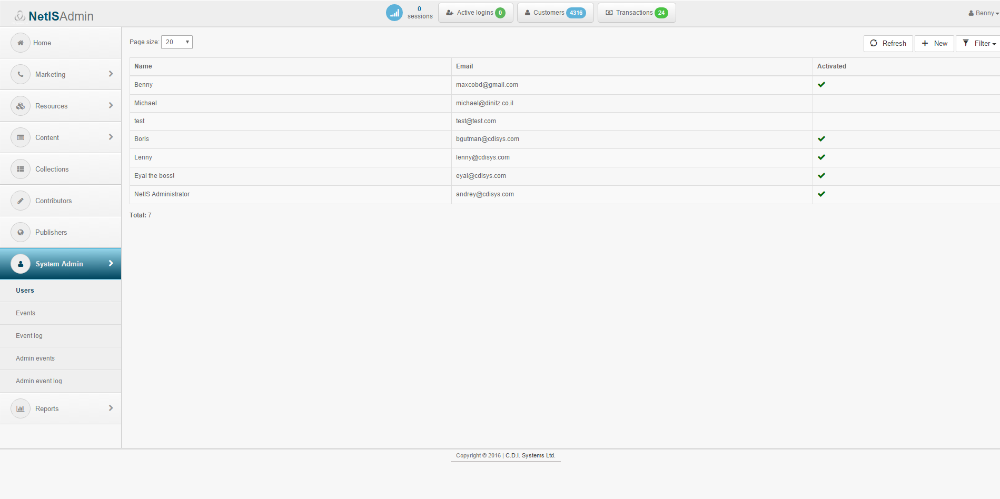 NetISAdmin
0
sessions
Active logins 0
Customers 4316
Transactions 24
Benny
Home
Marketing
Resources
Content
Collections
Contributors
Publishers
System Admin
Users
Events
Event log
Admin events
Admin event log
Reports
Page size: 20
Refresh
New
Filter
Name Email Activated
Benny maxcobd@gmail.com
Michael michael@dinitz.co.il
test test@test.com
Boris bgutman@cdisys.com
Lenny lenny@cdisys.com
Eyal the boss! eyal@cdisys.com
NetIS Administrator andrey@cdisys.com
Total: 7
Copyright © 2016 | C.D.I. Systems Ltd.